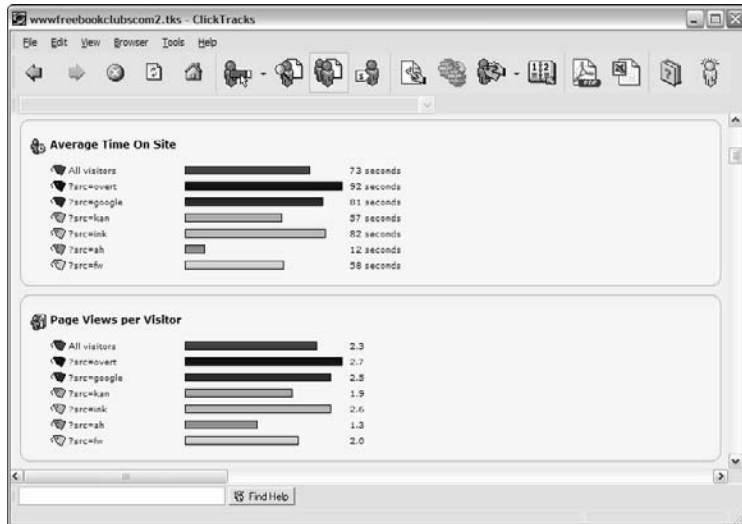 wwwfreebookclubscom2.tks - ClickTracks
File Edit View Browser Tools Help
Average Time On Site
All visitors 73 seconds
?src=overt 92 seconds
?src=google 81 seconds
?src=kan 57 seconds
?src=ink 82 seconds
?src=ah 12 seconds
?src=fw 58 seconds
Page Views per Visitor
All visitors 2.3
?src=overt 2.7
?src=google 2.5
?src=kan 1.9
?src=ink 2.6
?src=ah 1.3
?src=fw 2.0
Find Help